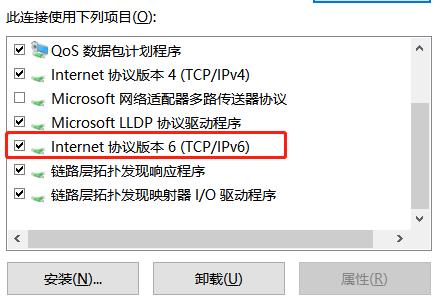 此连接使用下列项目(O):
QoS 数据包计划程序
Internet 协议版本 4 (TCP/IPv4)
Microsoft 网络适配器多路传送器协议
Microsoft LLDP 协议驱动程序
Internet 协议版本 6 (TCP/IPv6)
链路层拓扑发现响应程序
链路层拓扑发现映射器 I/O 驱动程序
安装(N)... 卸载(U) 属性(R)